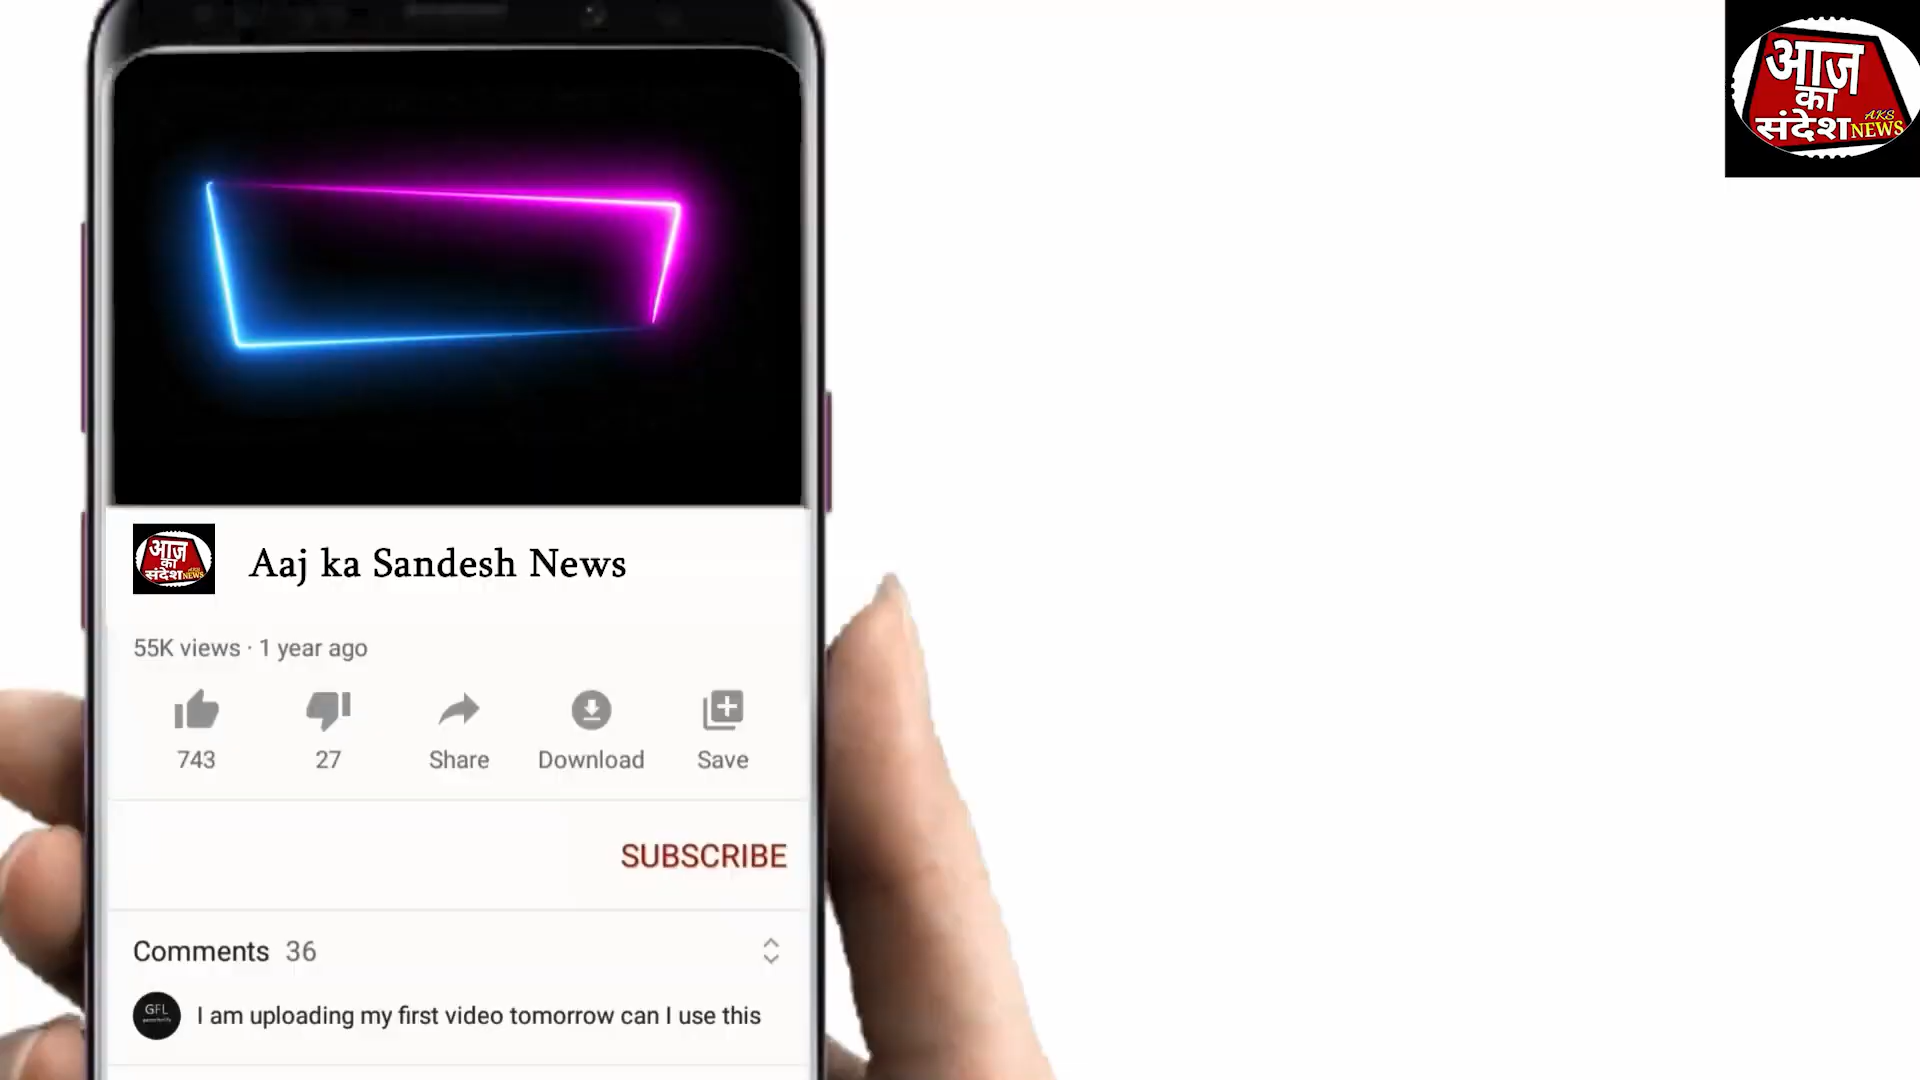 आज
का
संदेश
AKS
NEWS
आज
का
संदेश
NEWS
Aaj ka Sandesh News
55K views · 1 year ago
743
27
Share
Download
Save
SUBSCRIBE
Comments 36
GFL
I am uploading my first video tomorrow can I use this